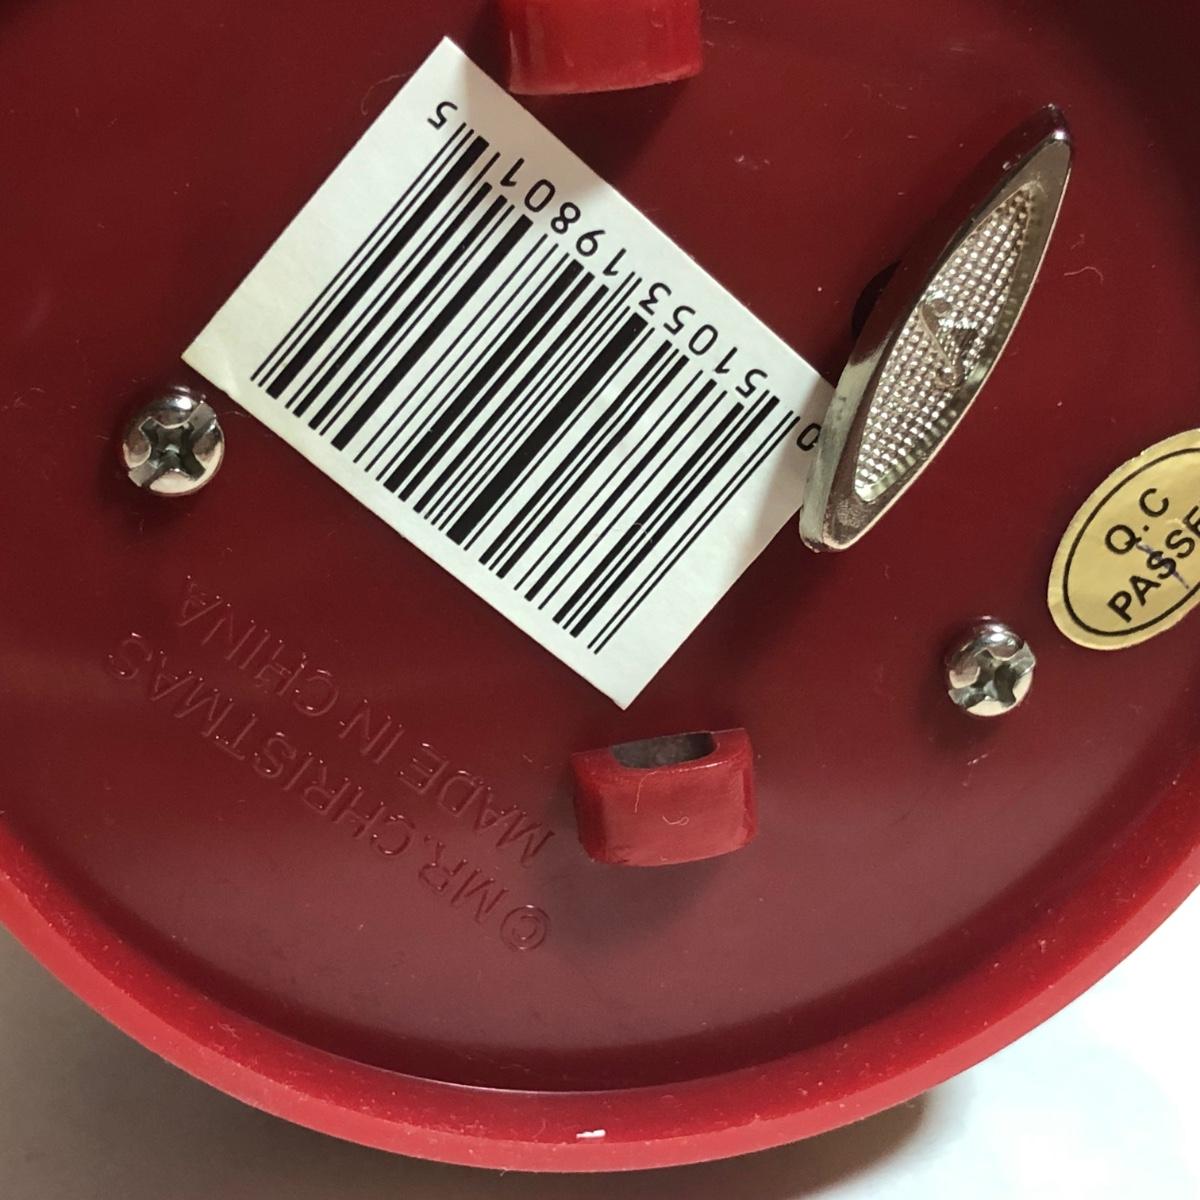 0 51053 19801 5
©MR.CHRISTMAS
MADE IN CHINA
Q.C
PASSE